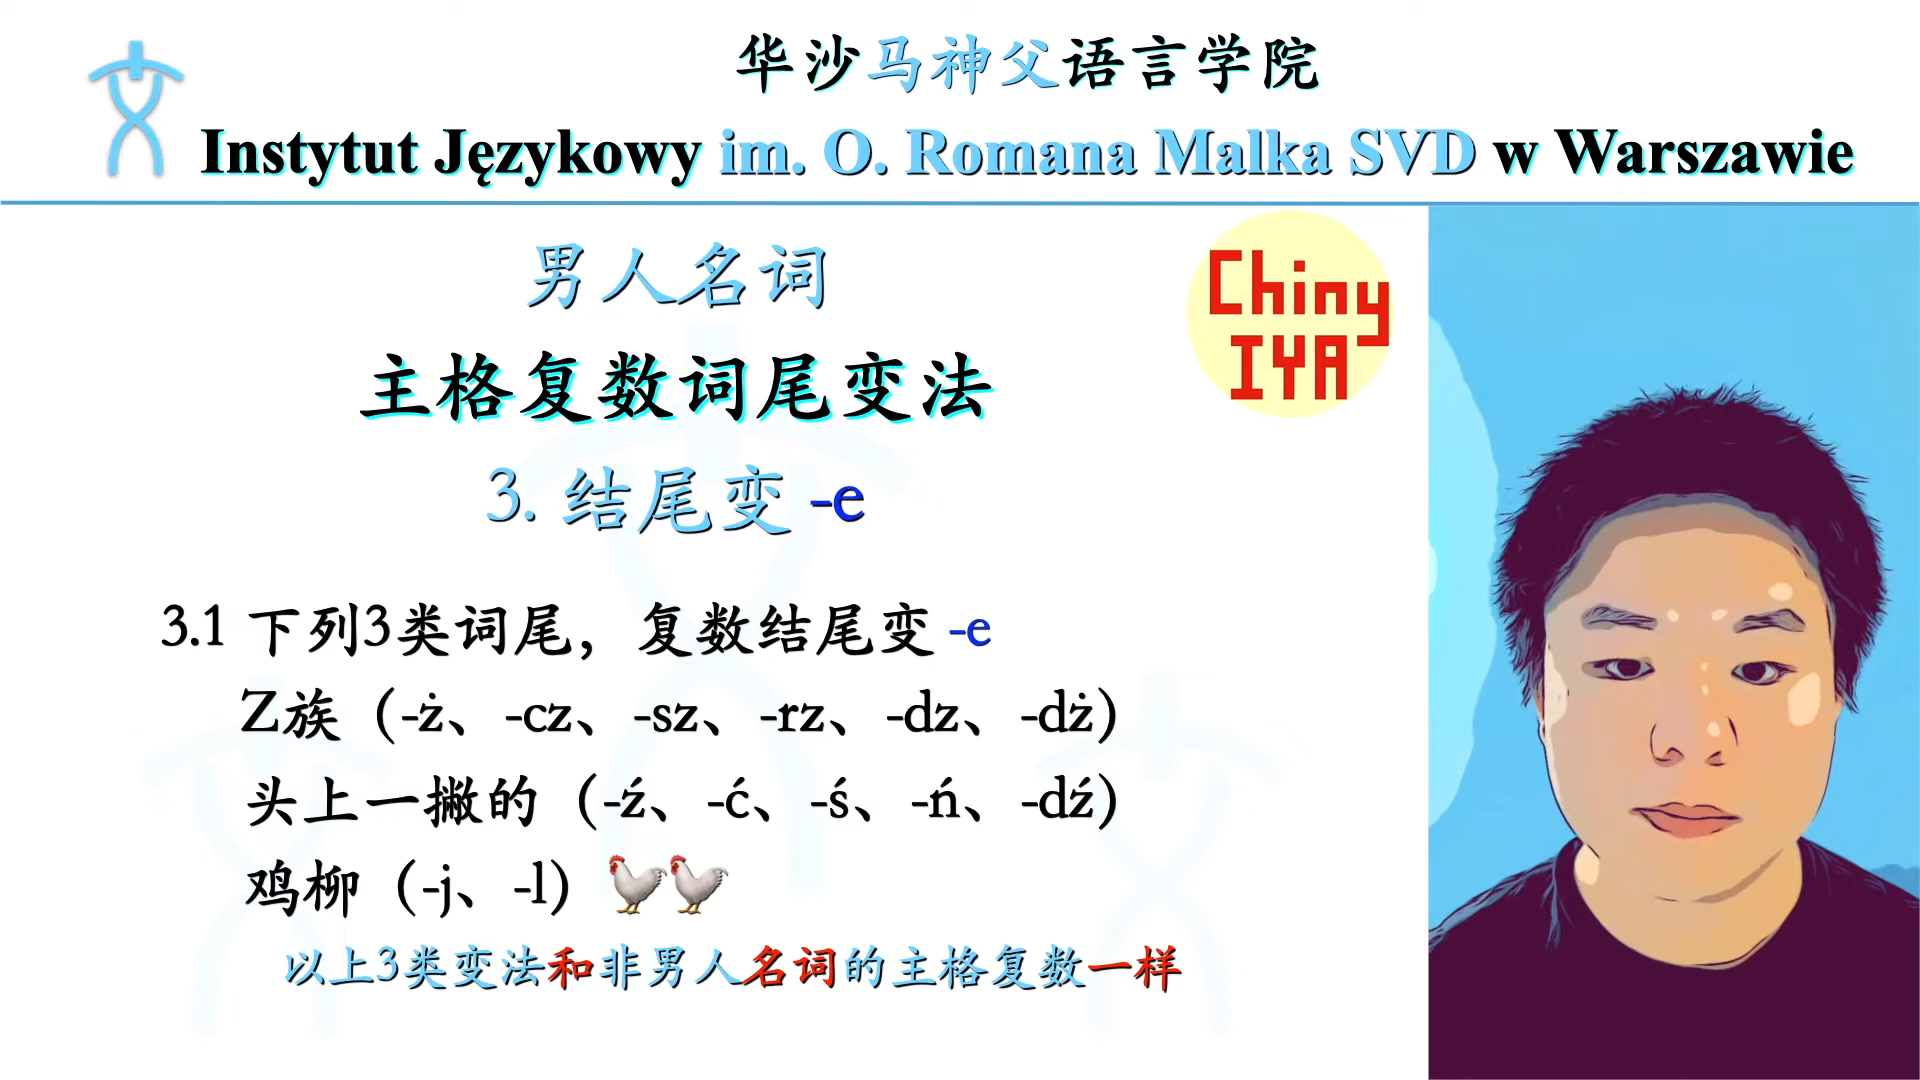 华沙马神父语言学院
Instytut Językowy im. O. Romana Malka SVD w Warszawie
男人名词
Chiny
IYA
主格复数词尾变法
3. 结尾变 -e
3.1 下列3类词尾，复数结尾变 -e
Z族（-ż、-cz、-sz、-rz、-dz、-dż）
头上一撇的（-ź、-ć、-ś、-ń、-dź）
鸡柳（-j、-l）
以上3类变法和非男人名词的主格复数一样